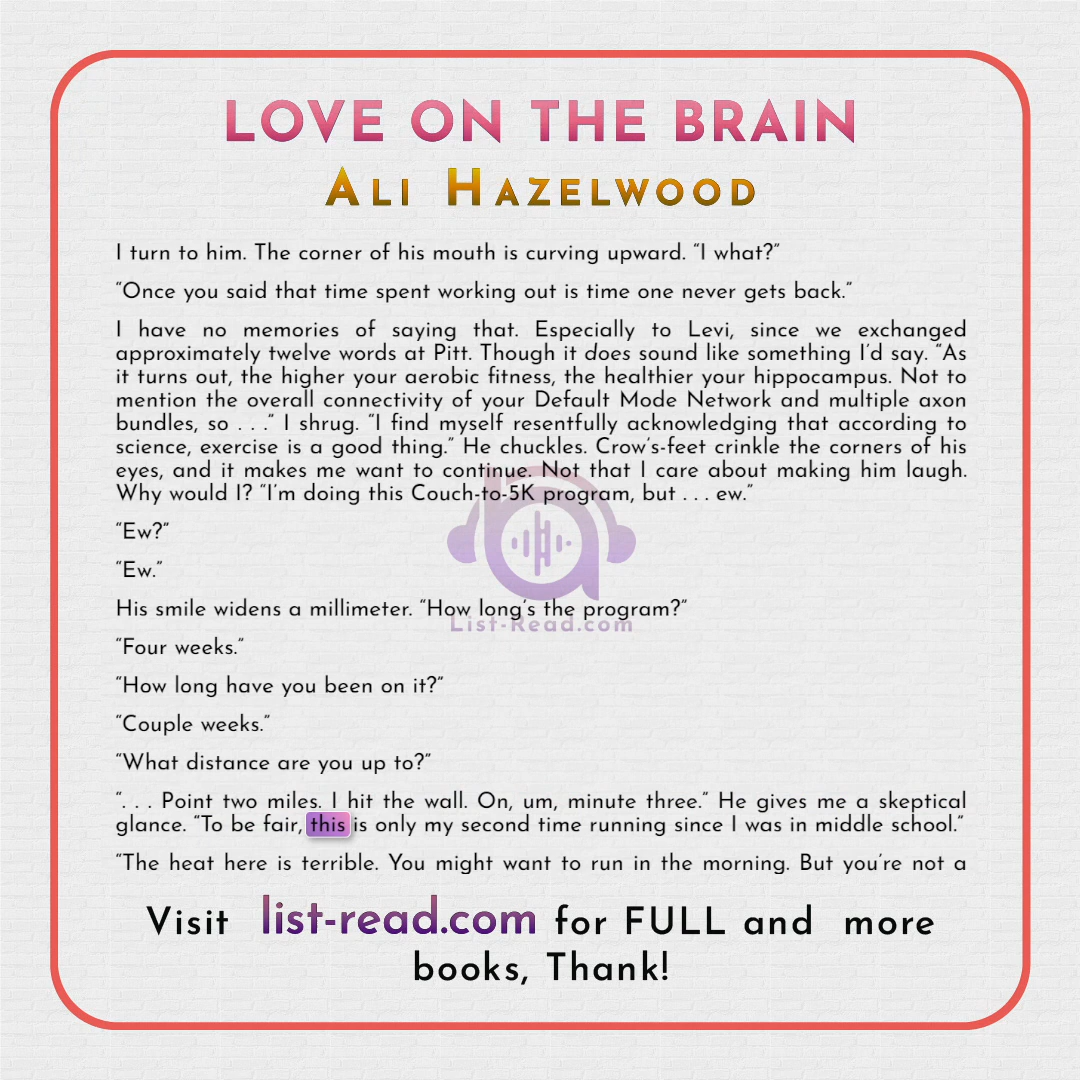 LOVE ON THE BRAIN
ALI HAZELWOOD
I turn to him. The corner of his mouth is curving upward. “I what?”
“Once you said that time spent working out is time one never gets back.”
I have no memories of saying that. Especially to Levi, since we exchanged
approximately twelve words at Pitt. Though it does sound like something I’d say. “As
it turns out, the higher your aerobic fitness, the healthier your hippocampus. Not to
mention the overall connectivity of your Default Mode Network and multiple axon
bundles, so . . .” I shrug. “I find myself resentfully acknowledging that according to
science, exercise is a good thing.” He chuckles. Crow’s-feet crinkle the corners of his
eyes, and it makes me want to continue. Not that I care about making him laugh.
Why would I? “I’m doing this Couch-to-5K program, but . . . ew.”
“Ew?”
“Ew.”
His smile widens a millimeter. “How long’s the program?”
List-Read.com
“Four weeks.”
“How long have you been on it?”
“Couple weeks.”
“What distance are you up to?”
“. . . Point two miles. I hit the wall. On, um, minute three.” He gives me a skeptical
glance. “To be fair, this is only my second time running since I was in middle school.”
“The heat here is terrible. You might want to run in the morning. But you’re not a
Visit list-read.com for FULL and more
books, Thank!